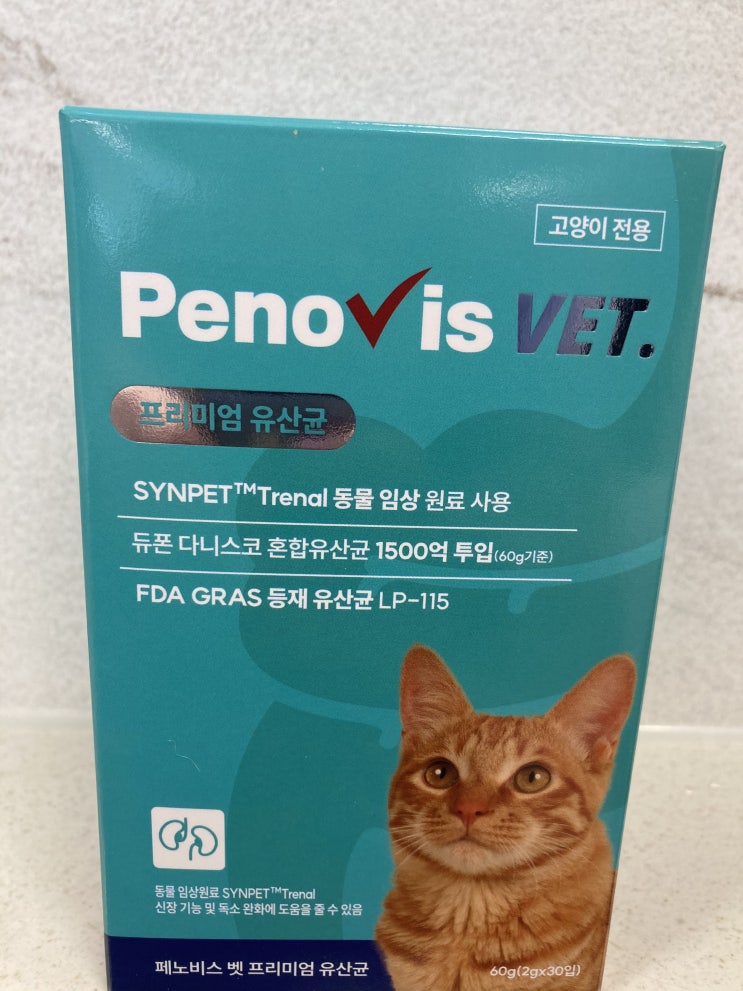 고양이 전용
Penovis VET.
프리미엄 유산균
SYNPET™Trenal 동물 임상 원료 사용
듀폰 다니스코 혼합유산균 1500억 투입(60g기준)
FDA GRAS 등재 유산균 LP-115
동물 임상원료 SYNPET™Trenal
신장 기능 및 독소 완화에 도움을 줄 수 있음
페노비스 벳 프리미엄 유산균
60g(2gx30입)